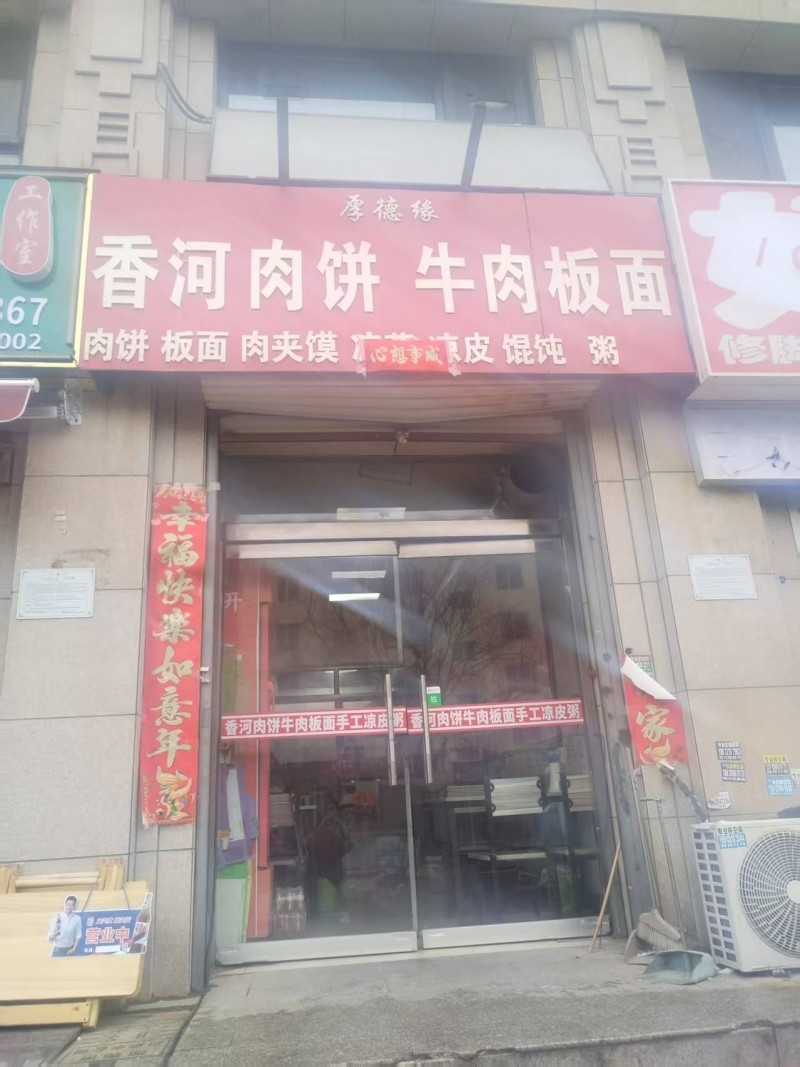 厚德缘
香河肉饼 牛肉板面
肉饼 板面 肉夹馍
心想事成
凉皮 馄饨 粥
工作室
867
002
修脚
幸福快乐如意年
家
升
香河肉饼牛肉板面手工凉皮粥
香河肉饼牛肉板面手工凉皮粥
营业中